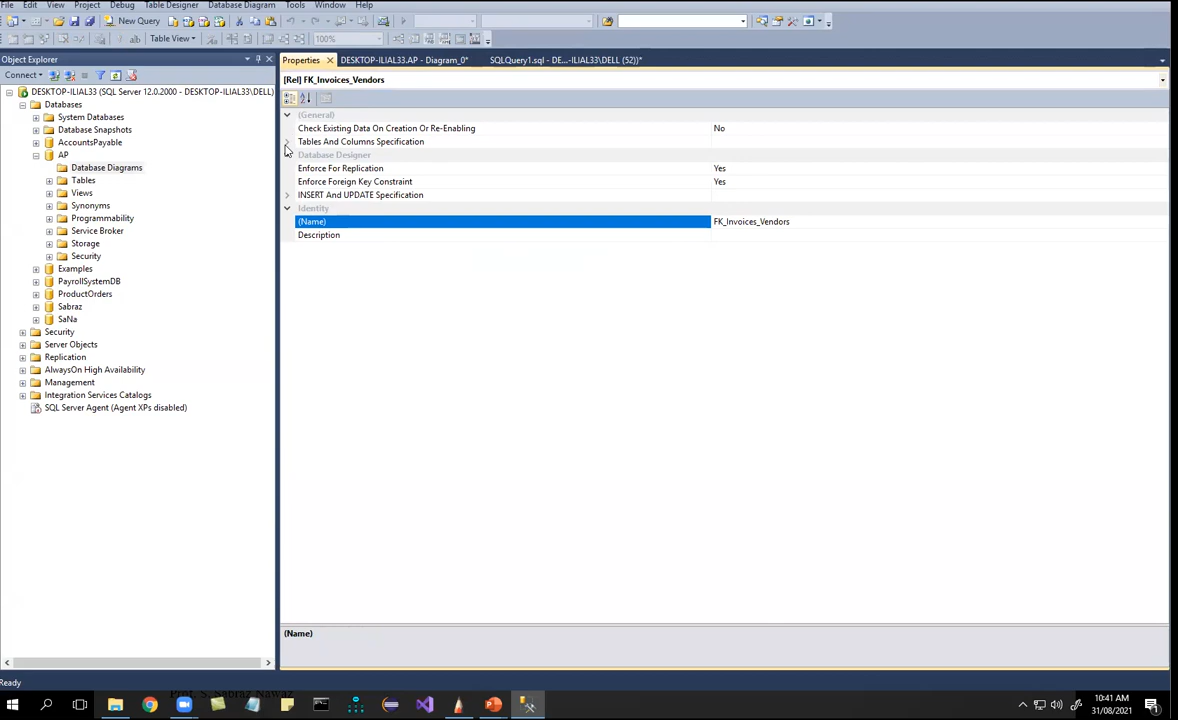 File Edit View Project Debug Table Designer Database Diagram Tools Window Help
New Query
Table View 100%
Object Explorer
Properties DESKTOP-ILIAL33.AP - Diagram_0* SQLQuery1.sql - DE...-ILIAL33\DELL (52))*
Connect
[Rel] FK_Invoices_Vendors
DESKTOP-ILIAL33 (SQL Server 12.0.2000 - DESKTOP-ILIAL33\DELL)
Databases
System Databases
Database Snapshots
AccountsPayable
AP
Database Diagrams
Tables
Views
Synonyms
Programmability
Service Broker
Storage
Security
Examples
PayrollSystemDB
ProductOrders
Sabraz
SaNa
Security
Server Objects
Replication
AlwaysOn High Availability
Management
Integration Services Catalogs
SQL Server Agent (Agent XPs disabled)
(General)
Check Existing Data On Creation Or Re-Enabling No
Tables And Columns Specification
Database Designer
Enforce For Replication Yes
Enforce Foreign Key Constraint Yes
INSERT And UPDATE Specification
Identity
(Name) FK_Invoices_Vendors
Description
(Name)
Ready
Prof. S. Sabraz Nawaz
10:41 AM
31/08/2021
1